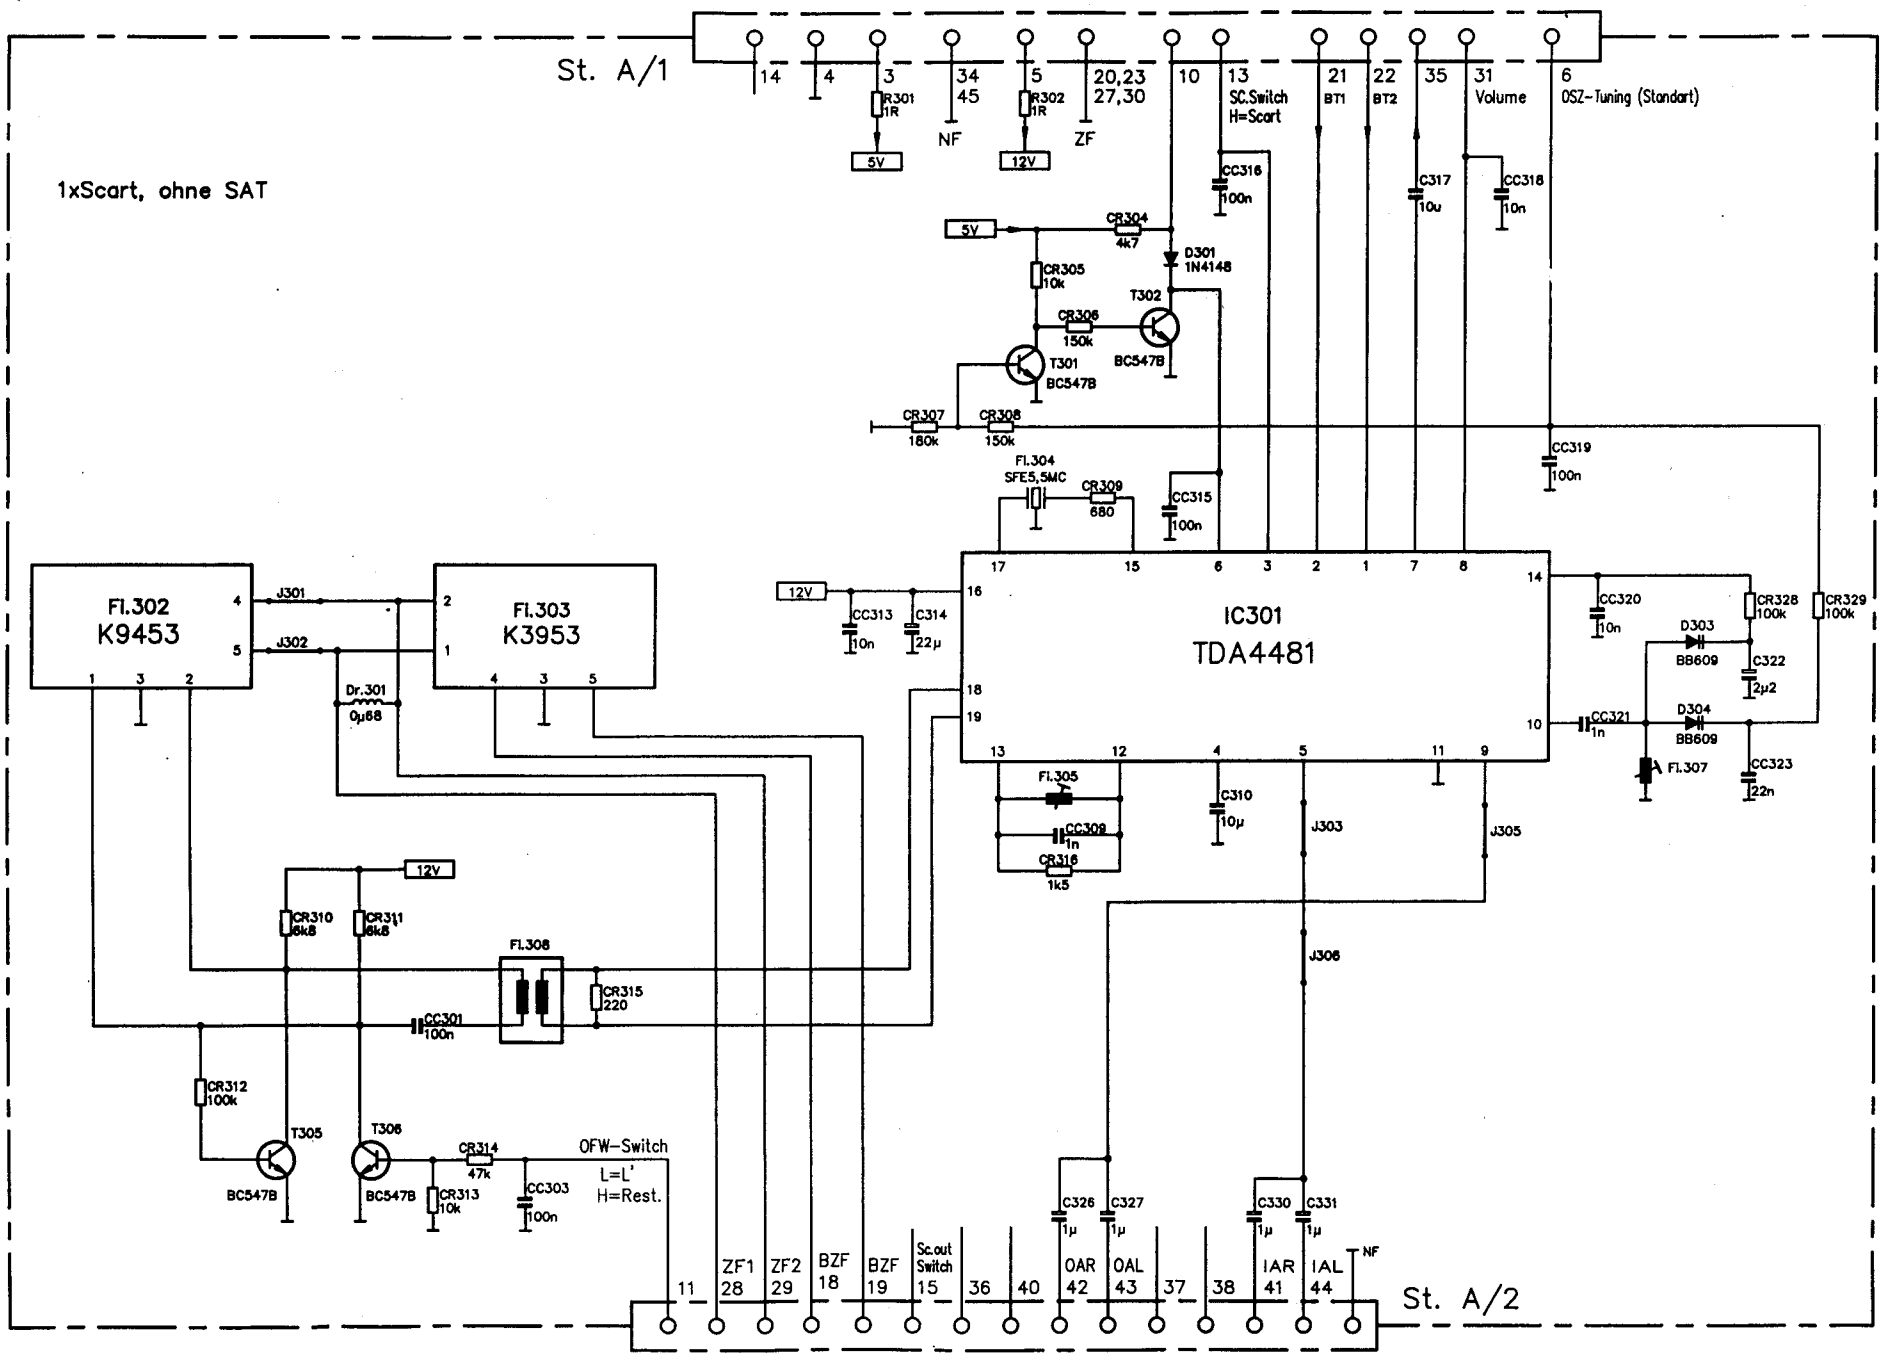 St. A/1
14
4
3
34
45
5
20,23
27,30
10
13
21
22
35
31
6
R301
1R
R302
1R
NF
ZF
SC.Switch
H=Scart
BT1
BT2
Volume
OSZ-Tuning (Standart)
5V
12V
1xScart, ohne SAT
CC316
100n
C317
10u
CC318
10n
5V
CR304
4k7
D301
1N4148
CR305
10k
T302
CR306
150k
BC547B
T301
BC547B
CR307
180k
CR308
150k
CC319
100n
FI.304
SFE5,5MC
CR309
680
CC315
100n
17
15
6
3
2
1
7
8
FI.302
K9453
4
5
1
3
2
J301
J302
FI.303
K3953
2
1
4
3
5
Dr.301
0µ68
12V
CC313
10n
C314
22µ
16
18
19
IC301
TDA4481
14
10
13
12
4
5
11
9
CC320
10n
CR328
100k
CR329
100k
D303
BB609
C322
2µ2
D304
BB609
CC321
1n
FI.307
CC323
22n
FI.305
CC309
1n
CR316
1k5
C310
10µ
J303
J305
J306
12V
CR310
6k8
CR311
6k8
FI.308
CR315
220
CC301
100n
CR312
100k
T305
BC547B
T306
BC547B
CR314
47k
CR313
10k
CC303
100n
OFW-Switch
L=L'
H=Rest.
C326
1µ
C327
1µ
C330
1µ
C331
1µ
NF
11
ZF1
28
ZF2
29
BZF
18
BZF
19
Sc.out
Switch
15
36
40
OAR
42
OAL
43
37
38
IAR
41
IAL
44
St. A/2